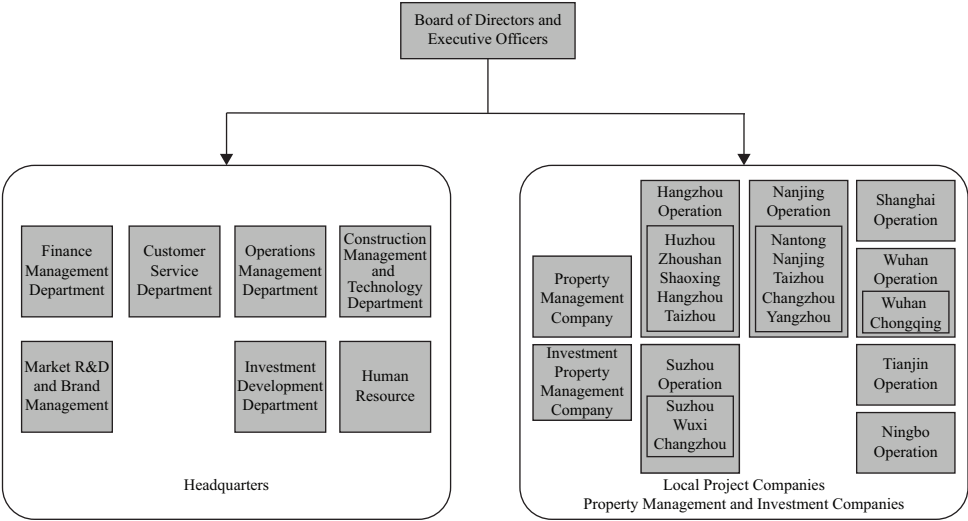 Board of Directors and
Executive Officers
Finance
Management
Department
Customer
Service
Department
Operations
Management
Department
Construction
Management
and
Technology
Department
Market R&D
and Brand
Management
Investment
Development
Department
Human
Resource
Headquarters
Property
Management
Company
Investment
Property
Management
Company
Hangzhou
Operation
Huzhou
Zhoushan
Shaoxing
Hangzhou
Taizhou
Suzhou
Operation
Suzhou
Wuxi
Changzhou
Nanjing
Operation
Nantong
Nanjing
Taizhou
Changzhou
Yangzhou
Shanghai
Operation
Wuhan
Operation
Wuhan
Chongqing
Tianjin
Operation
Ningbo
Operation
Local Project Companies
Property Management and Investment Companies